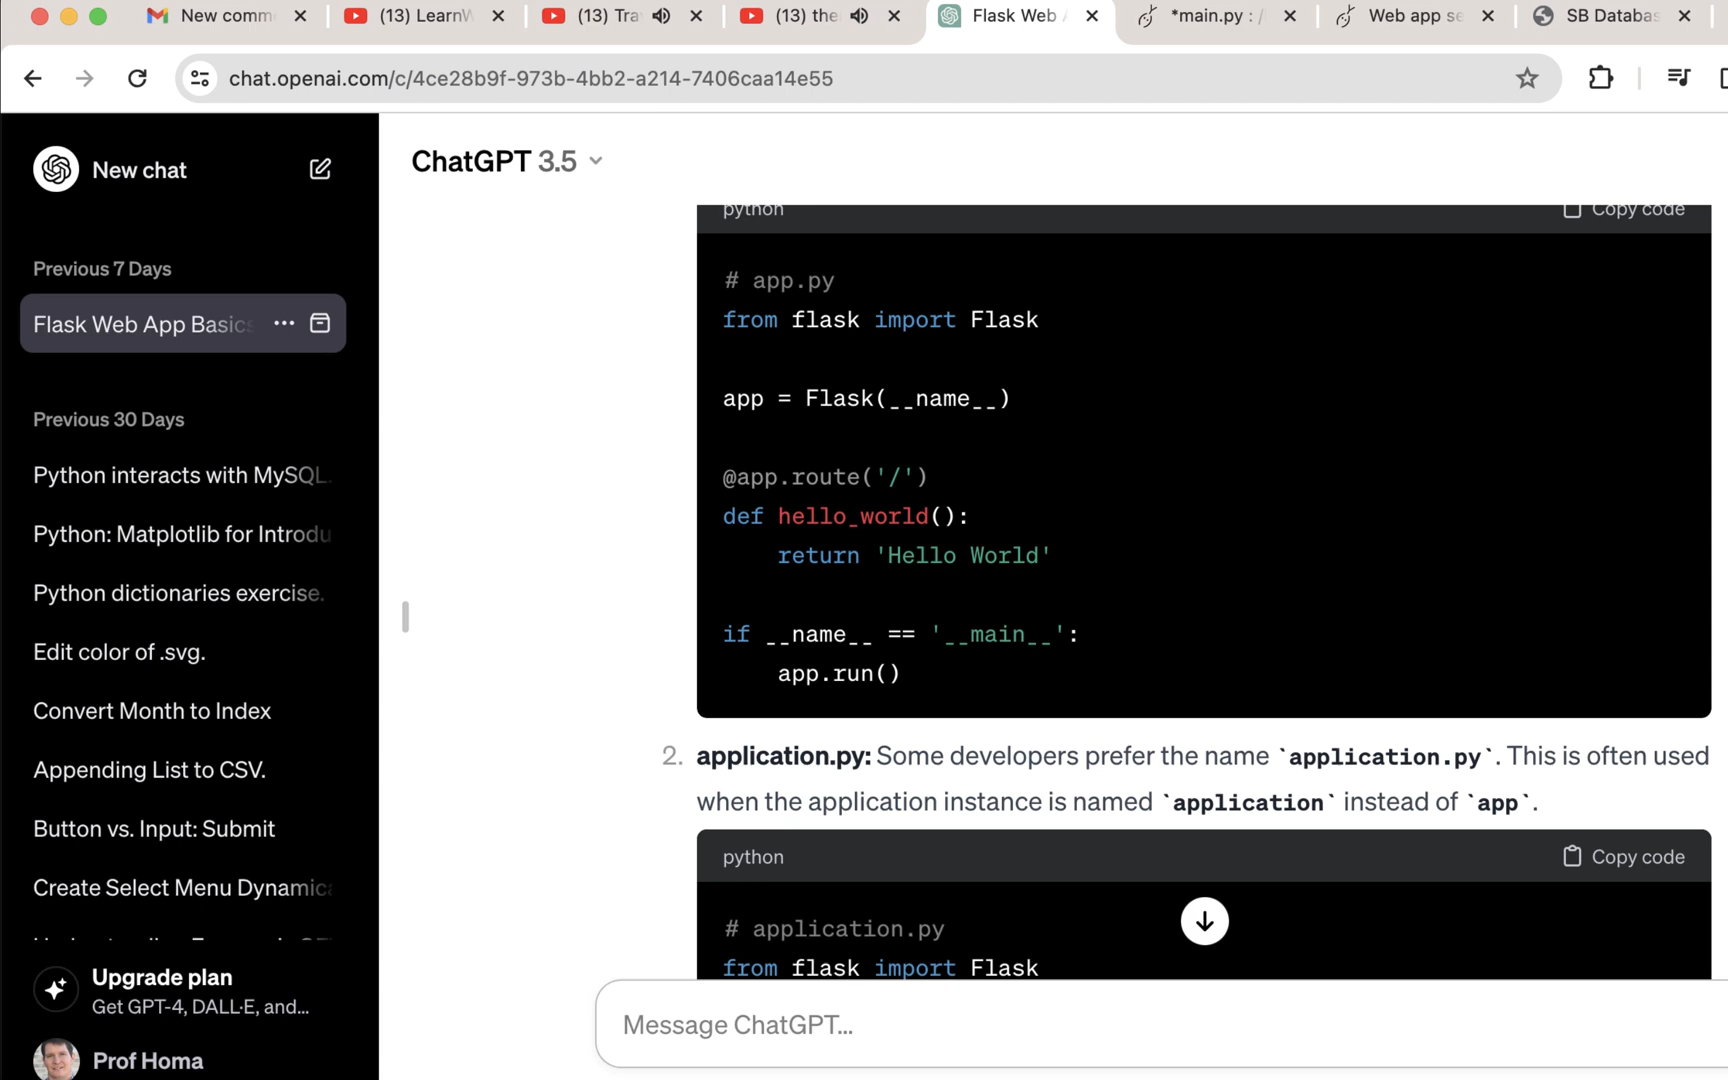 New comm
(13) LearnW
(13) Tra
(13) the
Flask Web A
*main.py : /
Web app se
SB Databas
chat.openai.com/c/4ce28b9f-973b-4bb2-a214-7406caa14e55
New chat
Previous 7 Days
Flask Web App Basics
Previous 30 Days
Python interacts with MySQL.
Python: Matplotlib for Introdu
Python dictionaries exercise.
Edit color of .svg.
Convert Month to Index
Appending List to CSV.
Button vs. Input: Submit
Create Select Menu Dynamica
Upgrade plan
Get GPT-4, DALL·E, and...
Prof Homa
ChatGPT 3.5
python
Copy code
# app.py
from flask import Flask
app = Flask(__name__)
@app.route('/')
def hello_world():
    return 'Hello World'
if __name__ == '__main__':
    app.run()
2. application.py: Some developers prefer the name `application.py`. This is often used
when the application instance is named `application` instead of `app`.
python
Copy code
# application.py
from flask import Flask
Message ChatGPT...